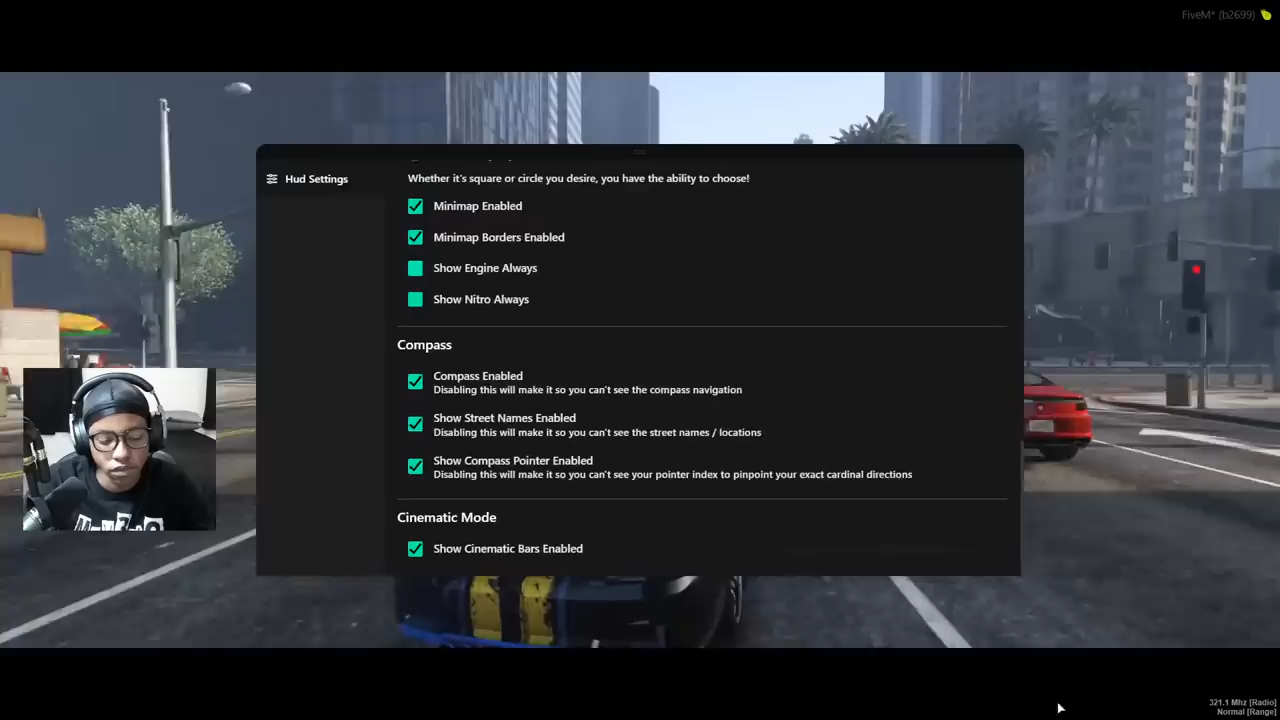 FiveM* (b2699)
Hud Settings
Whether it's square or circle you desire, you have the ability to choose!
Minimap Enabled
Minimap Borders Enabled
Show Engine Always
Show Nitro Always
Compass
Compass Enabled
Disabling this will make it so you can't see the compass navigation
Show Street Names Enabled
Disabling this will make it so you can't see the street names / locations
Show Compass Pointer Enabled
Disabling this will make it so you can't see your pointer index to pinpoint your exact cardinal directions
Cinematic Mode
Show Cinematic Bars Enabled
321.1 Mhz [Radio]
Normal [Range]